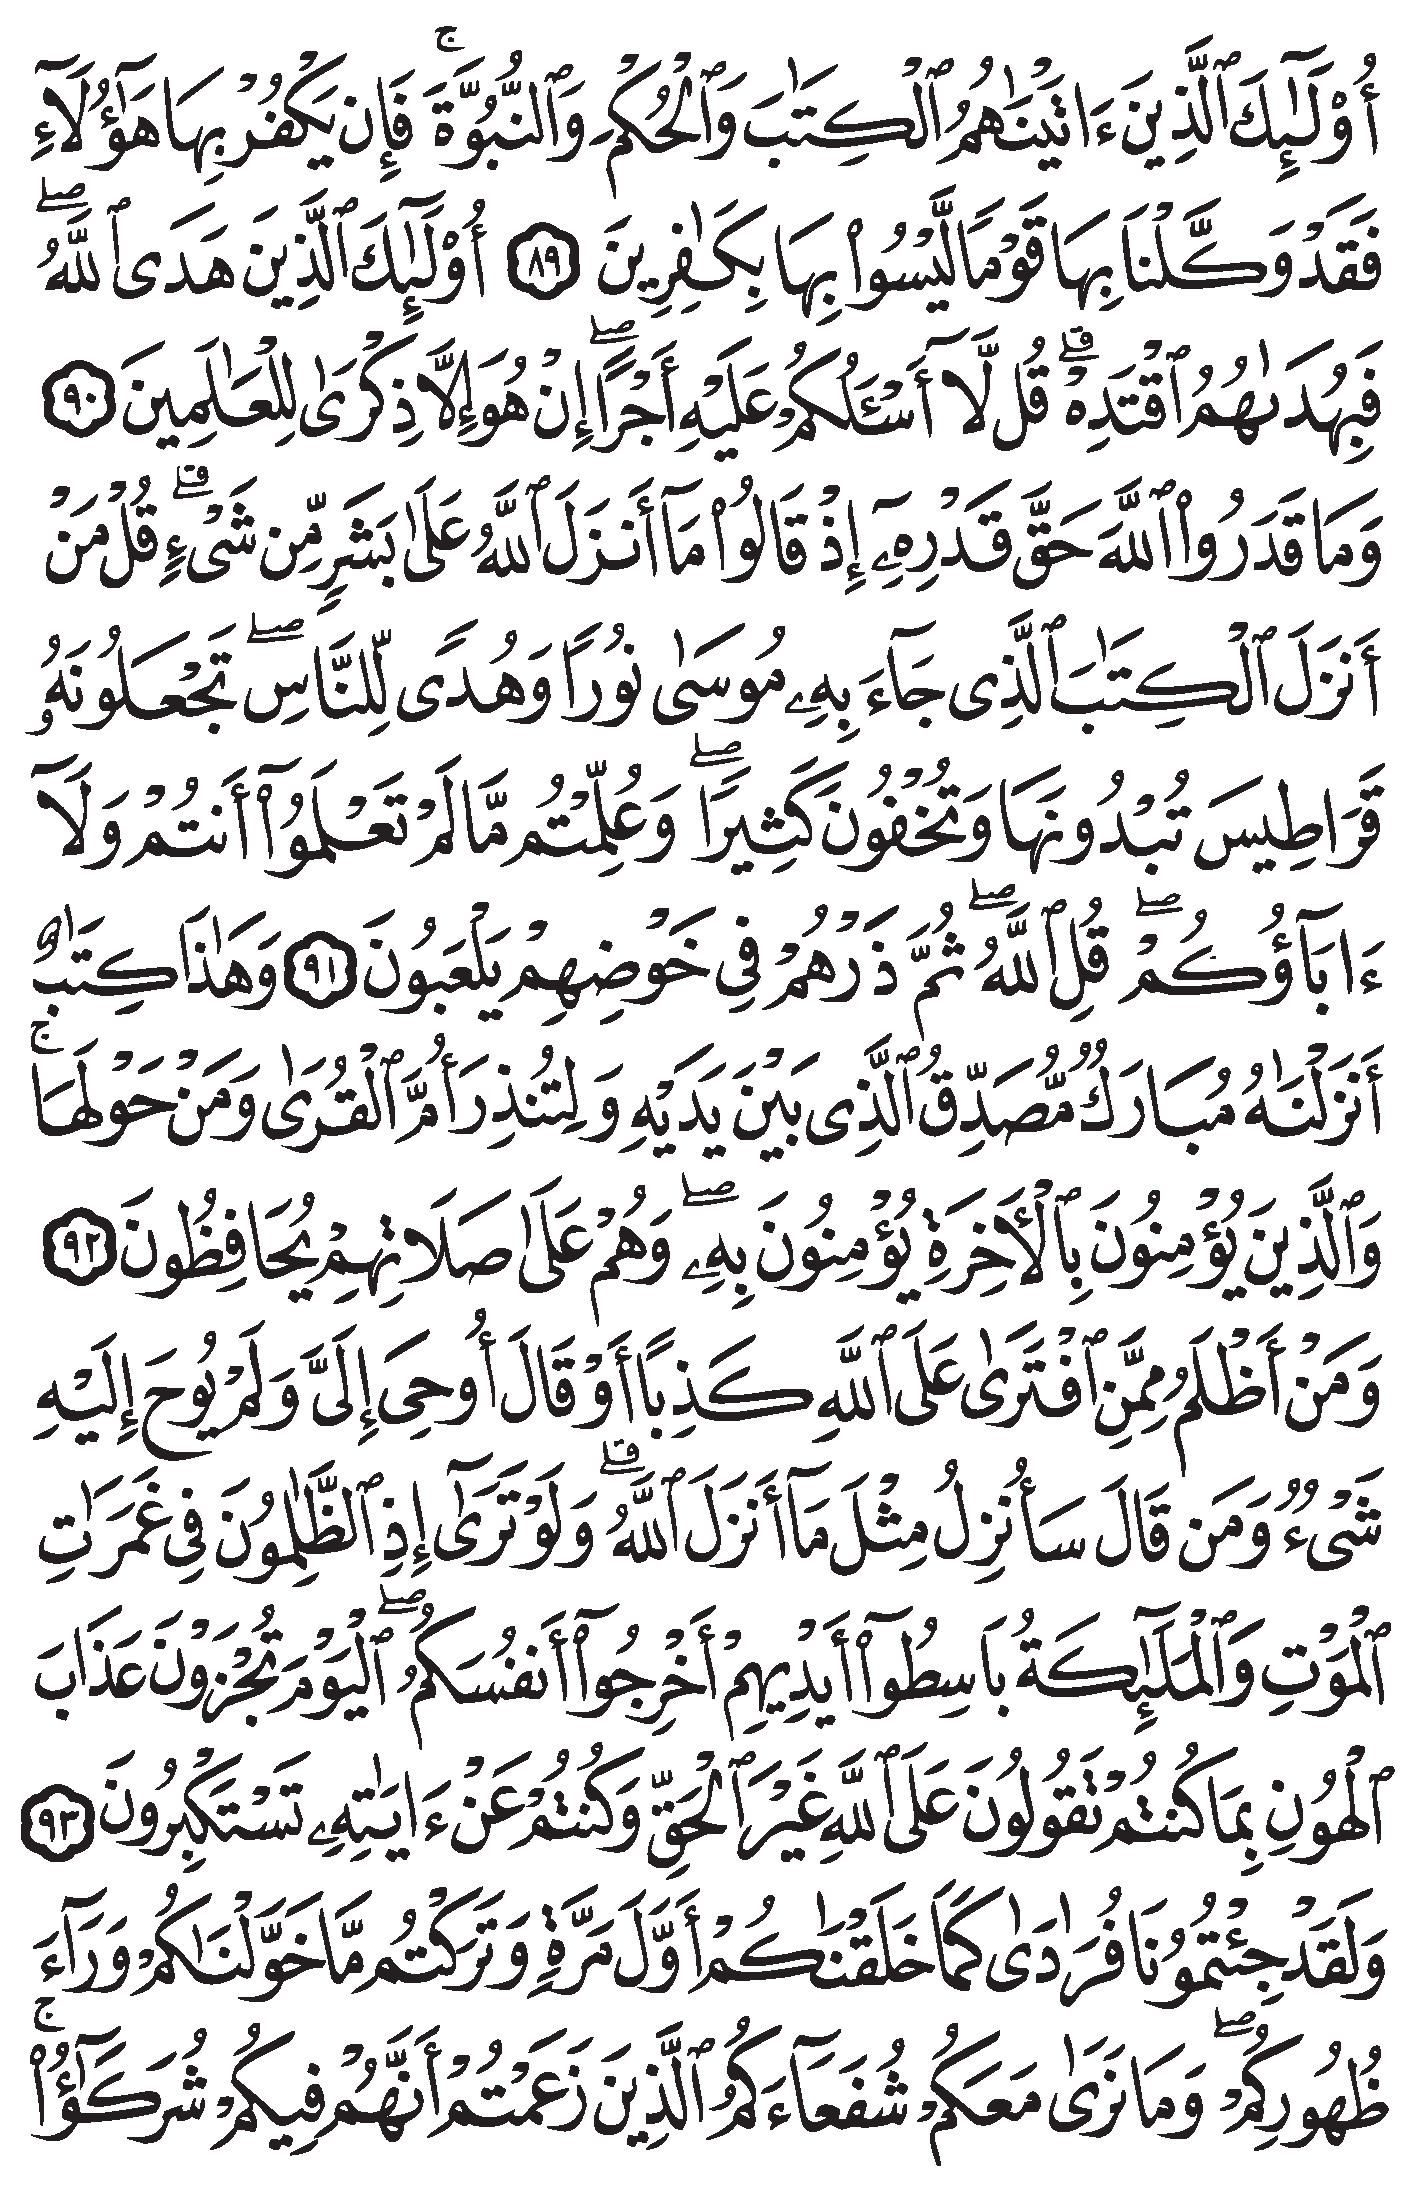 أُوْلَـٰٓئِكَ ٱلَّذِينَ ءَاتَيْنَـٰهُمُ ٱلْكِتَـٰبَ وَٱلْحُكْمَ وَٱلنُّبُوَّةَ ۚ فَإِن يَكْفُرْ بِهَا هَـٰٓؤُلَآءِ
فَقَدْ وَكَّلْنَا بِهَا قَوْمًا لَّيْسُوا۟ بِهَا بِكَـٰفِرِينَ ٨٩ أُوْلَـٰٓئِكَ ٱلَّذِينَ هَدَى ٱللَّهُ ۖ
فَبِهُدَىٰهُمُ ٱقْتَدِهْ ۗ قُل لَّآ أَسْـَٔلُكُمْ عَلَيْهِ أَجْرًا ۖ إِنْ هُوَ إِلَّا ذِكْرَىٰ لِلْعَـٰلَمِينَ ٩٠
وَمَا قَدَرُوا۟ ٱللَّهَ حَقَّ قَدْرِهِۦٓ إِذْ قَالُوا۟ مَآ أَنزَلَ ٱللَّهُ عَلَىٰ بَشَرٍ مِّن شَىْءٍ ۗ قُلْ مَنْ
أَنزَلَ ٱلْكِتَـٰبَ ٱلَّذِى جَآءَ بِهِۦ مُوسَىٰ نُورًا وَهُدًى لِّلنَّاسِ ۖ تَجْعَلُونَهُۥ
قَرَاطِيسَ تُبْدُونَهَا وَتُخْفُونَ كَثِيرًا ۖ وَعُلِّمْتُم مَّا لَمْ تَعْلَمُوٓا۟ أَنتُمْ وَلَآ
ءَابَآؤُكُمْ ۖ قُلِ ٱللَّهُ ۖ ثُمَّ ذَرْهُمْ فِى خَوْضِهِمْ يَلْعَبُونَ ٩١ وَهَـٰذَا كِتَـٰبٌ
أَنزَلْنَـٰهُ مُبَارَكٌ مُّصَدِّقُ ٱلَّذِى بَيْنَ يَدَيْهِ وَلِتُنذِرَ أُمَّ ٱلْقُرَىٰ وَمَنْ حَوْلَهَا ۚ
وَٱلَّذِينَ يُؤْمِنُونَ بِٱلْأَخِرَةِ يُؤْمِنُونَ بِهِۦ ۖ وَهُمْ عَلَىٰ صَلَاتِهِمْ يُحَافِظُونَ ٩٢
وَمَنْ أَظْلَمُ مِمَّنِ ٱفْتَرَىٰ عَلَى ٱللَّهِ كَذِبًا أَوْ قَالَ أُوحِىَ إِلَىَّ وَلَمْ يُوحَ إِلَيْهِ
شَىْءٌ وَمَن قَالَ سَأُنزِلُ مِثْلَ مَآ أَنزَلَ ٱللَّهُ ۗ وَلَوْ تَرَىٰٓ إِذِ ٱلظَّـٰلِمُونَ فِى غَمَرَٰتِ
ٱلْمَوْتِ وَٱلْمَلَـٰٓئِكَةُ بَاسِطُوٓا۟ أَيْدِيهِمْ أَخْرِجُوٓا۟ أَنفُسَكُمُ ۖ ٱلْيَوْمَ تُجْزَوْنَ عَذَابَ
ٱلْهُونِ بِمَا كُنتُمْ تَقُولُونَ عَلَى ٱللَّهِ غَيْرَ ٱلْحَقِّ وَكُنتُمْ عَنْ ءَايَـٰتِهِۦ تَسْتَكْبِرُونَ ٩٣
وَلَقَدْ جِئْتُمُونَا فُرَٰدَىٰ كَمَا خَلَقْنَـٰكُمْ أَوَّلَ مَرَّةٍ وَتَرَكْتُم مَّا خَوَّلْنَـٰكُمْ وَرَآءَ
ظُهُورِكُمْ ۖ وَمَا نَرَىٰ مَعَكُمْ شُفَعَآءَكُمُ ٱلَّذِينَ زَعَمْتُمْ أَنَّهُمْ فِيكُمْ شُرَكَـٰٓؤُا۟ ۚ